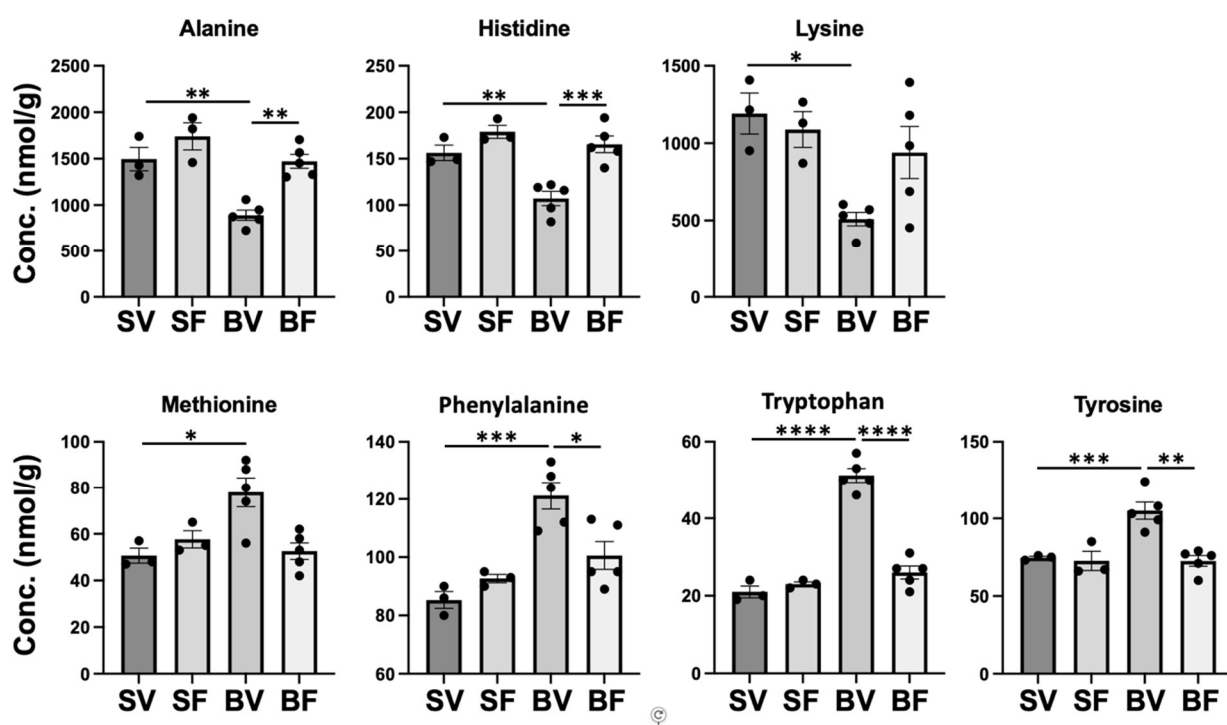 Alanine
Histidine
Lysine
Conc. (nmol/g)
2500
2000
1500
1000
500
0
** **
SV SF BV BF
250
200
150
100
50
0
** ***
SV SF BV BF
1500
1000
500
0
*
SV SF BV BF
Methionine
Phenylalanine
Tryptophan
Tyrosine
Conc. (nmol/g)
100
80
60
40
20
0
*
SV SF BV BF
140
120
100
80
60
*** *
SV SF BV BF
60
40
20
0
**** ****
SV SF BV BF
150
100
50
0
*** **
SV SF BV BF